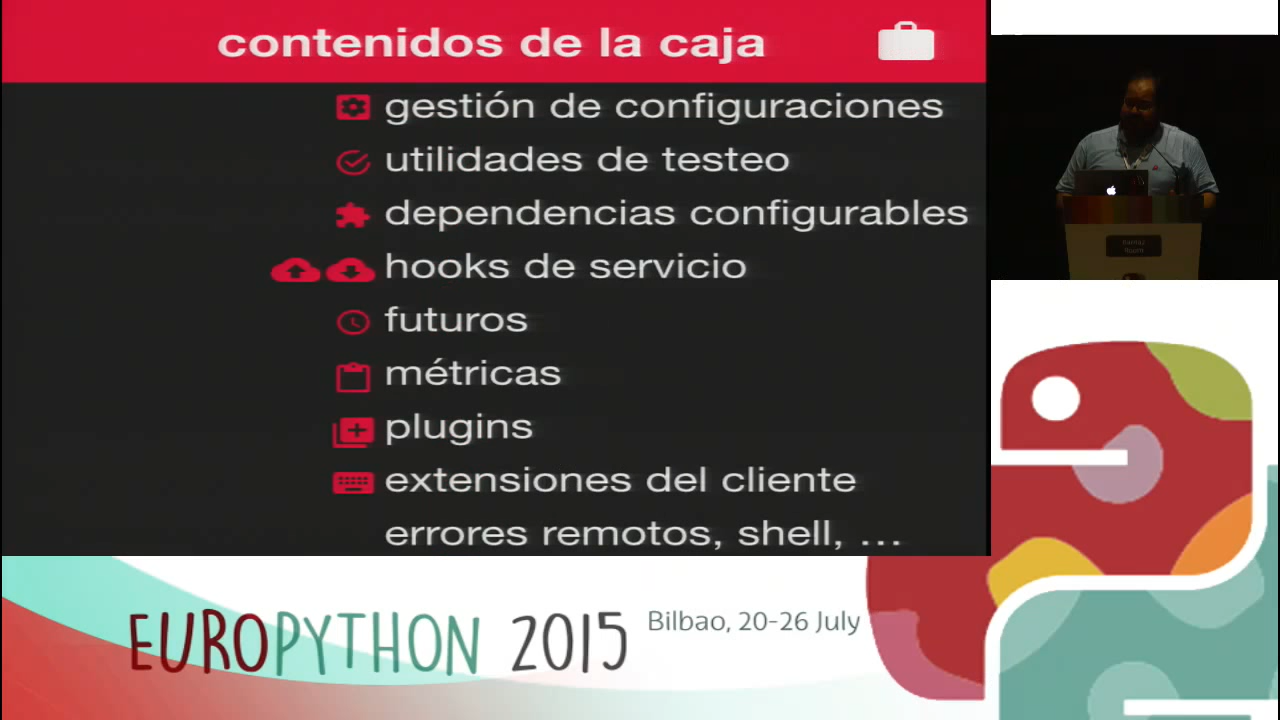 contenidos de la caja
gestión de configuraciones
utilidades de testeo
dependencias configurables
hooks de servicio
futuros
métricas
plugins
extensiones del cliente
errores remotos, shell, ...
EUROPYTHON 2015
Bilbao, 20-26 July